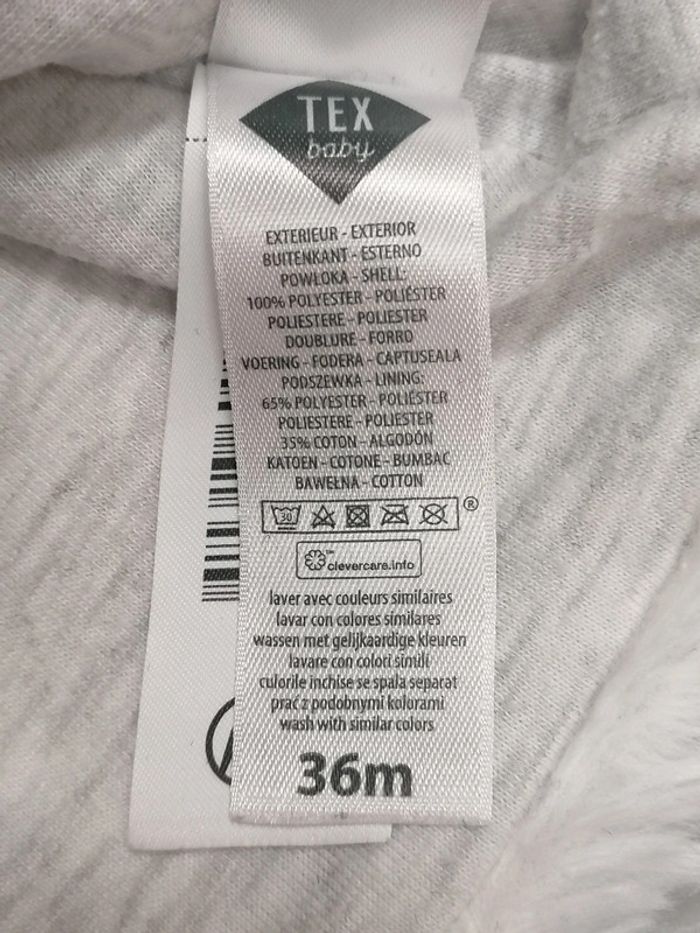 TEX
baby
EXTERIEUR - EXTERIOR
BUITENKANT - ESTERNO
POWŁOKA - SHELL:
100% POLYESTER - POLIÉSTER
POLIESTERE - POLIESTER
DOUBLURE - FORRO
VOERING - FODERA - CAPTUSEALA
PODSZEWKA - LINING:
65% POLYESTER - POLIÉSTER
POLIESTERE - POLIESTER
35% COTON - ALGODÓN
KATOEN - COTONE - BUMBAC
BAWEŁNA - COTTON
30 ®
clevercare.info
laver avec couleurs similaires
lavar con colores similares
wassen met gelijkaardige kleuren
lavare con colori simili
culorile inchise se spala separat
prać z podobnymi kolorami
wash with similar colors
36m